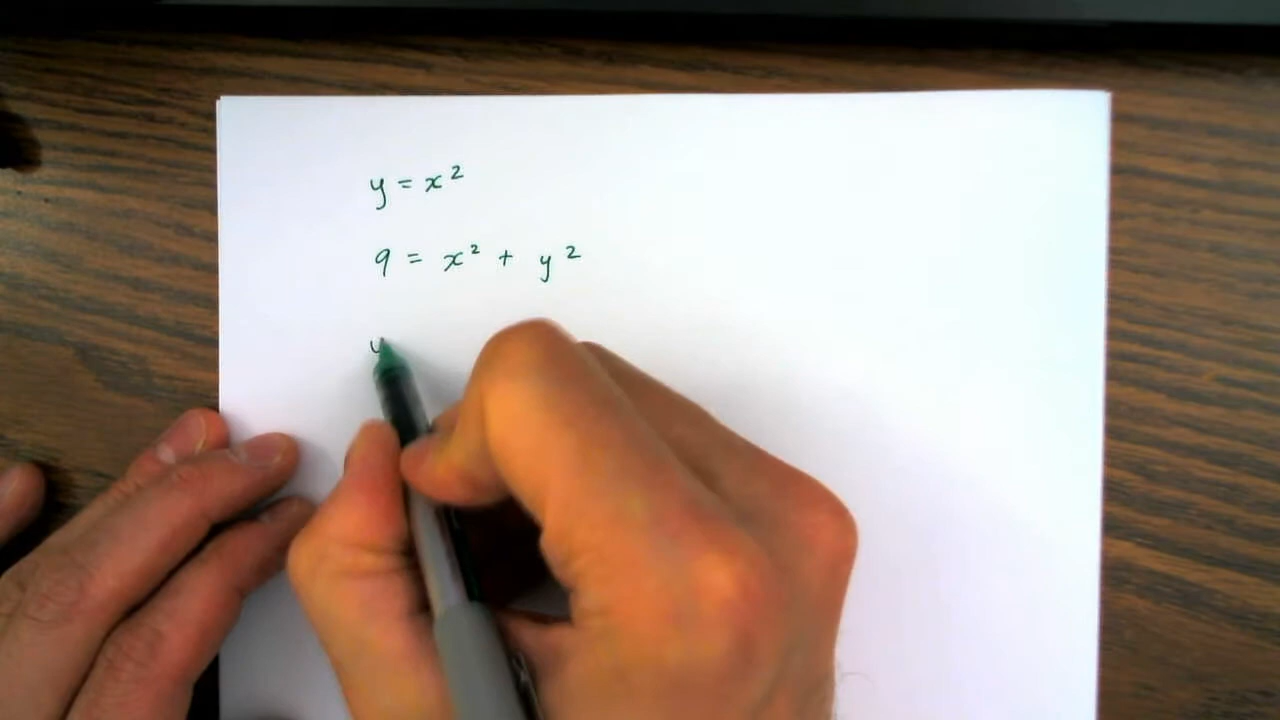 y = x²
9 = x² + y²